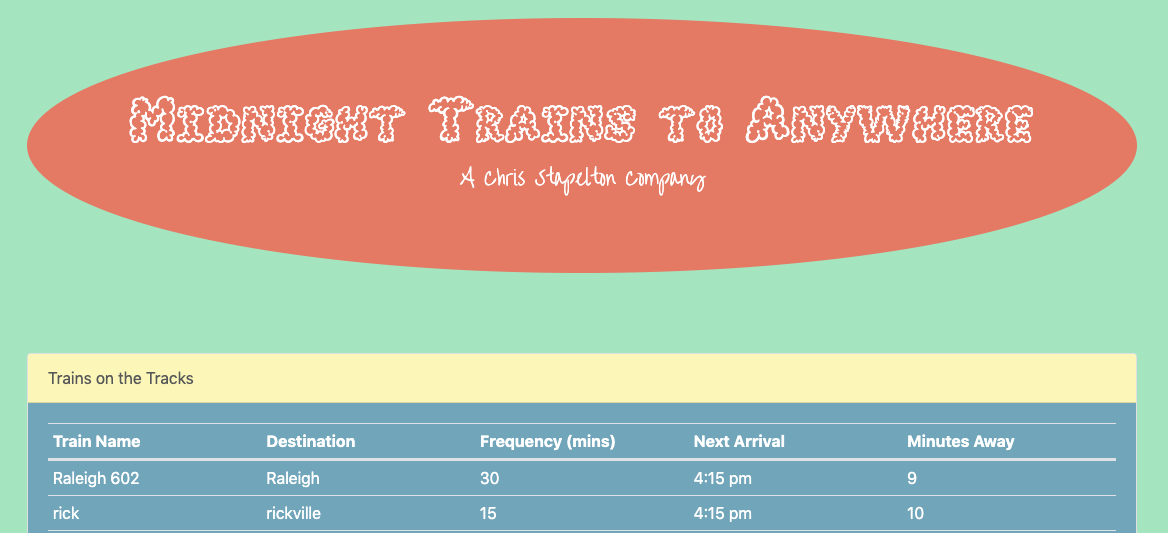 Midnight Trains to Anywhere
A Chris Stapelton Company
Trains on the Tracks
Train Name Destination Frequency (mins) Next Arrival Minutes Away
Raleigh 602 Raleigh 30 4:15 pm 9
rick rickville 15 4:15 pm 10